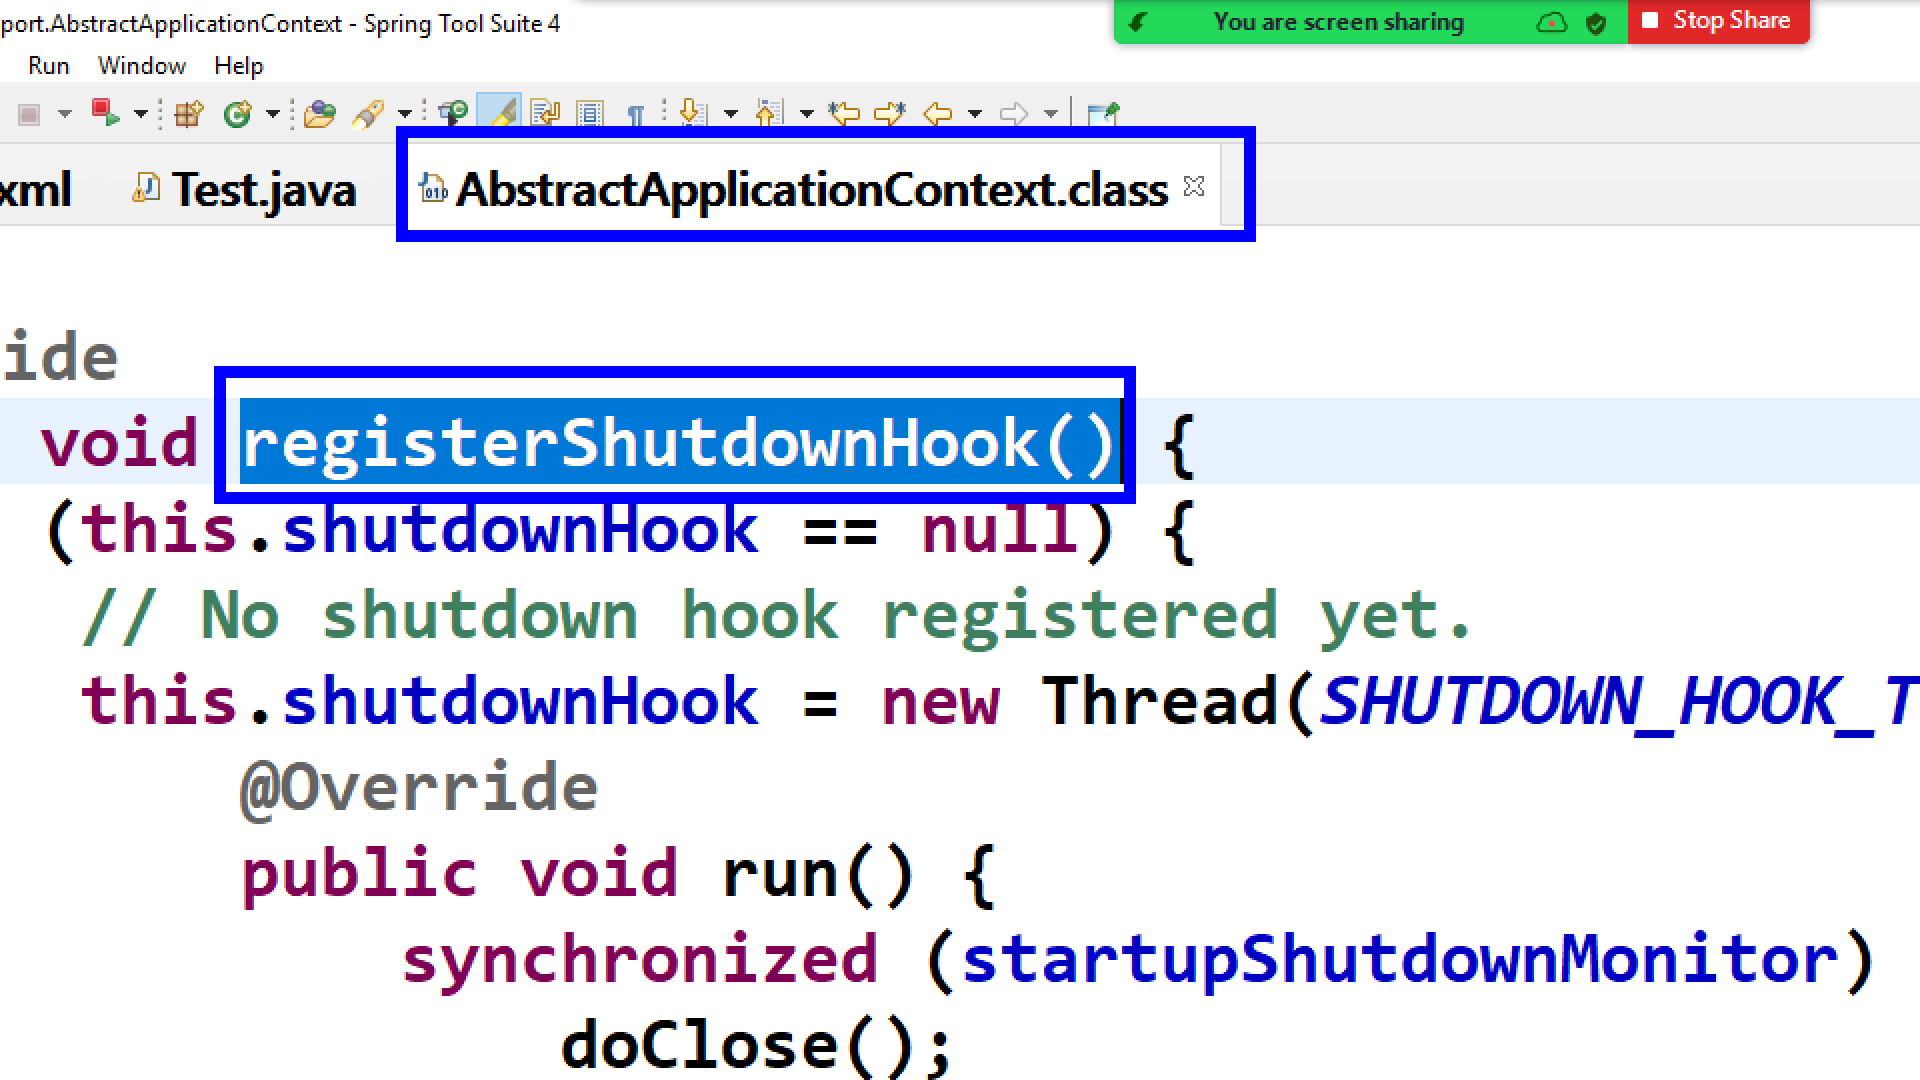 port.AbstractApplicationContext - Spring Tool Suite 4
You are screen sharing
Stop Share
Run Window Help
xml Test.java AbstractApplicationContext.class
ide
void registerShutdownHook() {
(this.shutdownHook == null) {
// No shutdown hook registered yet.
this.shutdownHook = new Thread(SHUTDOWN_HOOK_T
@Override
public void run() {
synchronized (startupShutdownMonitor)
doClose();